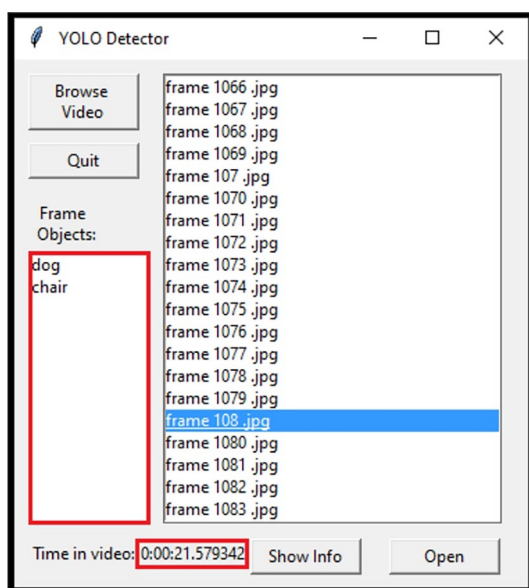 YOLO Detector
Browse
Video
Quit
Frame
Objects:
dog
chair
frame 1066 .jpg
frame 1067 .jpg
frame 1068 .jpg
frame 1069 .jpg
frame 107 .jpg
frame 1070 .jpg
frame 1071 .jpg
frame 1072 .jpg
frame 1073 .jpg
frame 1074 .jpg
frame 1075 .jpg
frame 1076 .jpg
frame 1077 .jpg
frame 1078 .jpg
frame 1079 .jpg
frame 108 .jpg
frame 1080 .jpg
frame 1081 .jpg
frame 1082 .jpg
frame 1083 .jpg
Time in video: 0:00:21.579342 Show Info Open